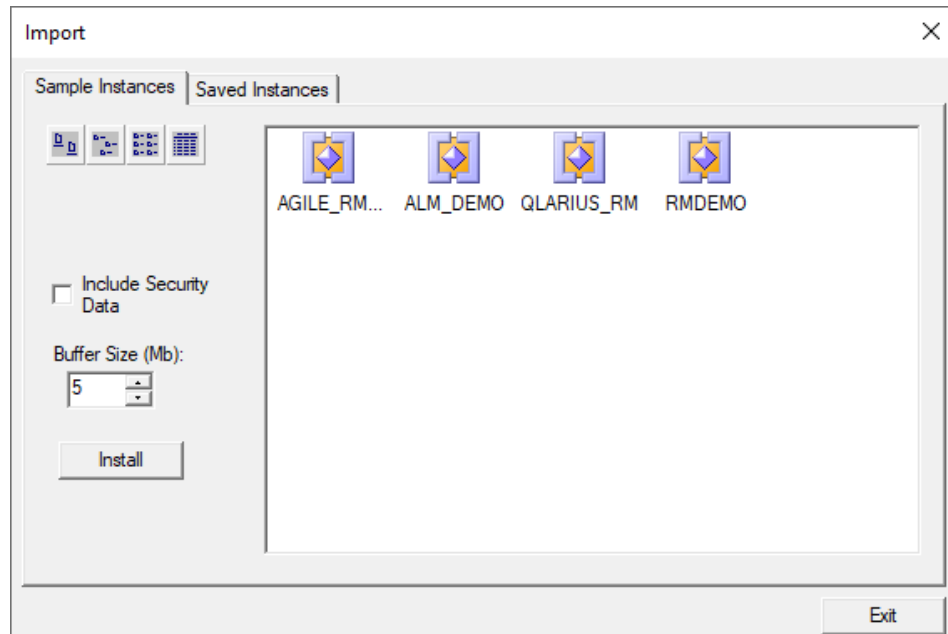 Import
Sample Instances
Saved Instances
AGILE_RM...
ALM_DEMO
QLARIUS_RM
RMDEMO
Include Security
Data
Buffer Size (Mb):
5
Install
Exit